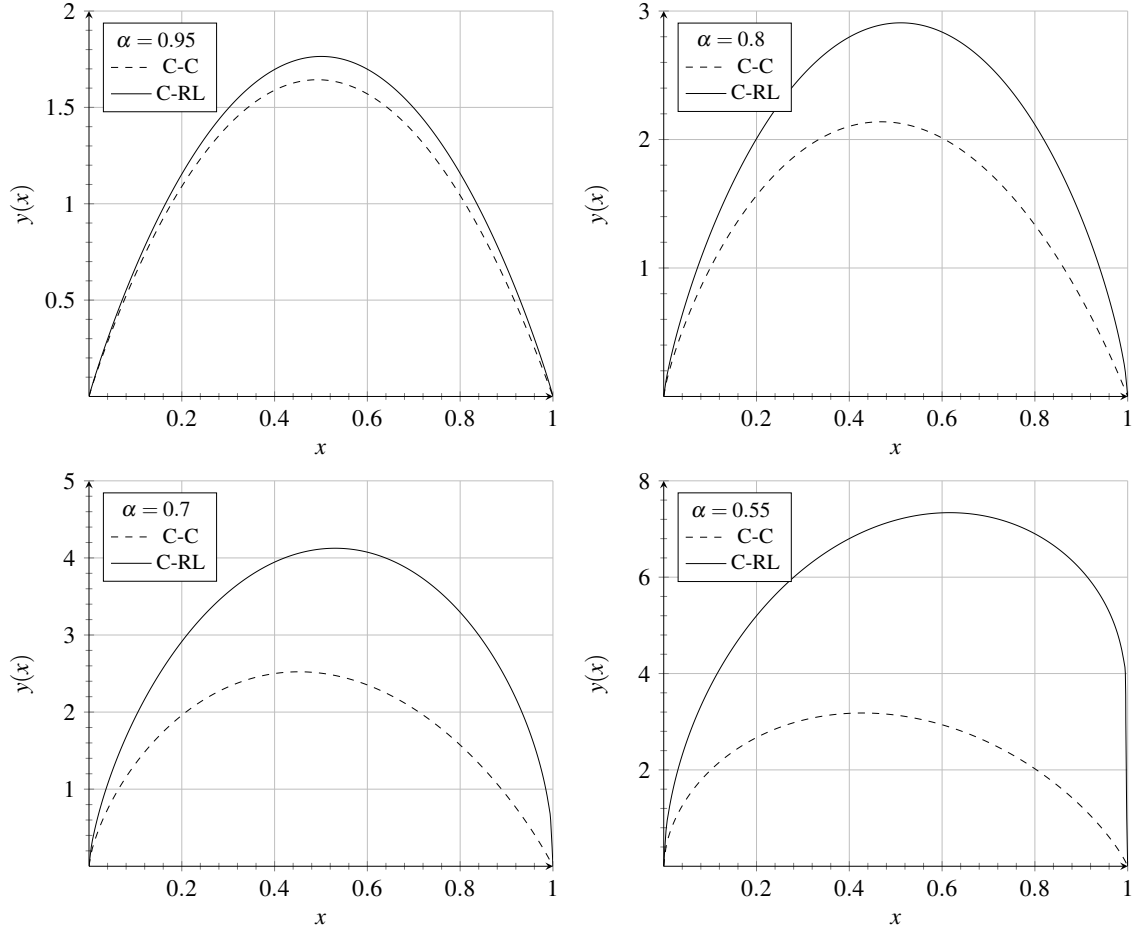 2
1.5
1
0.5
y(x)
α = 0.95
C-C
C-RL
0.2 0.4 0.6 0.8 1
x
3
2
1
y(x)
α = 0.8
C-C
C-RL
0.2 0.4 0.6 0.8 1
x
5
4
3
2
1
y(x)
α = 0.7
C-C
C-RL
0.2 0.4 0.6 0.8 1
x
8
6
4
2
y(x)
α = 0.55
C-C
C-RL
0.2 0.4 0.6 0.8 1
x